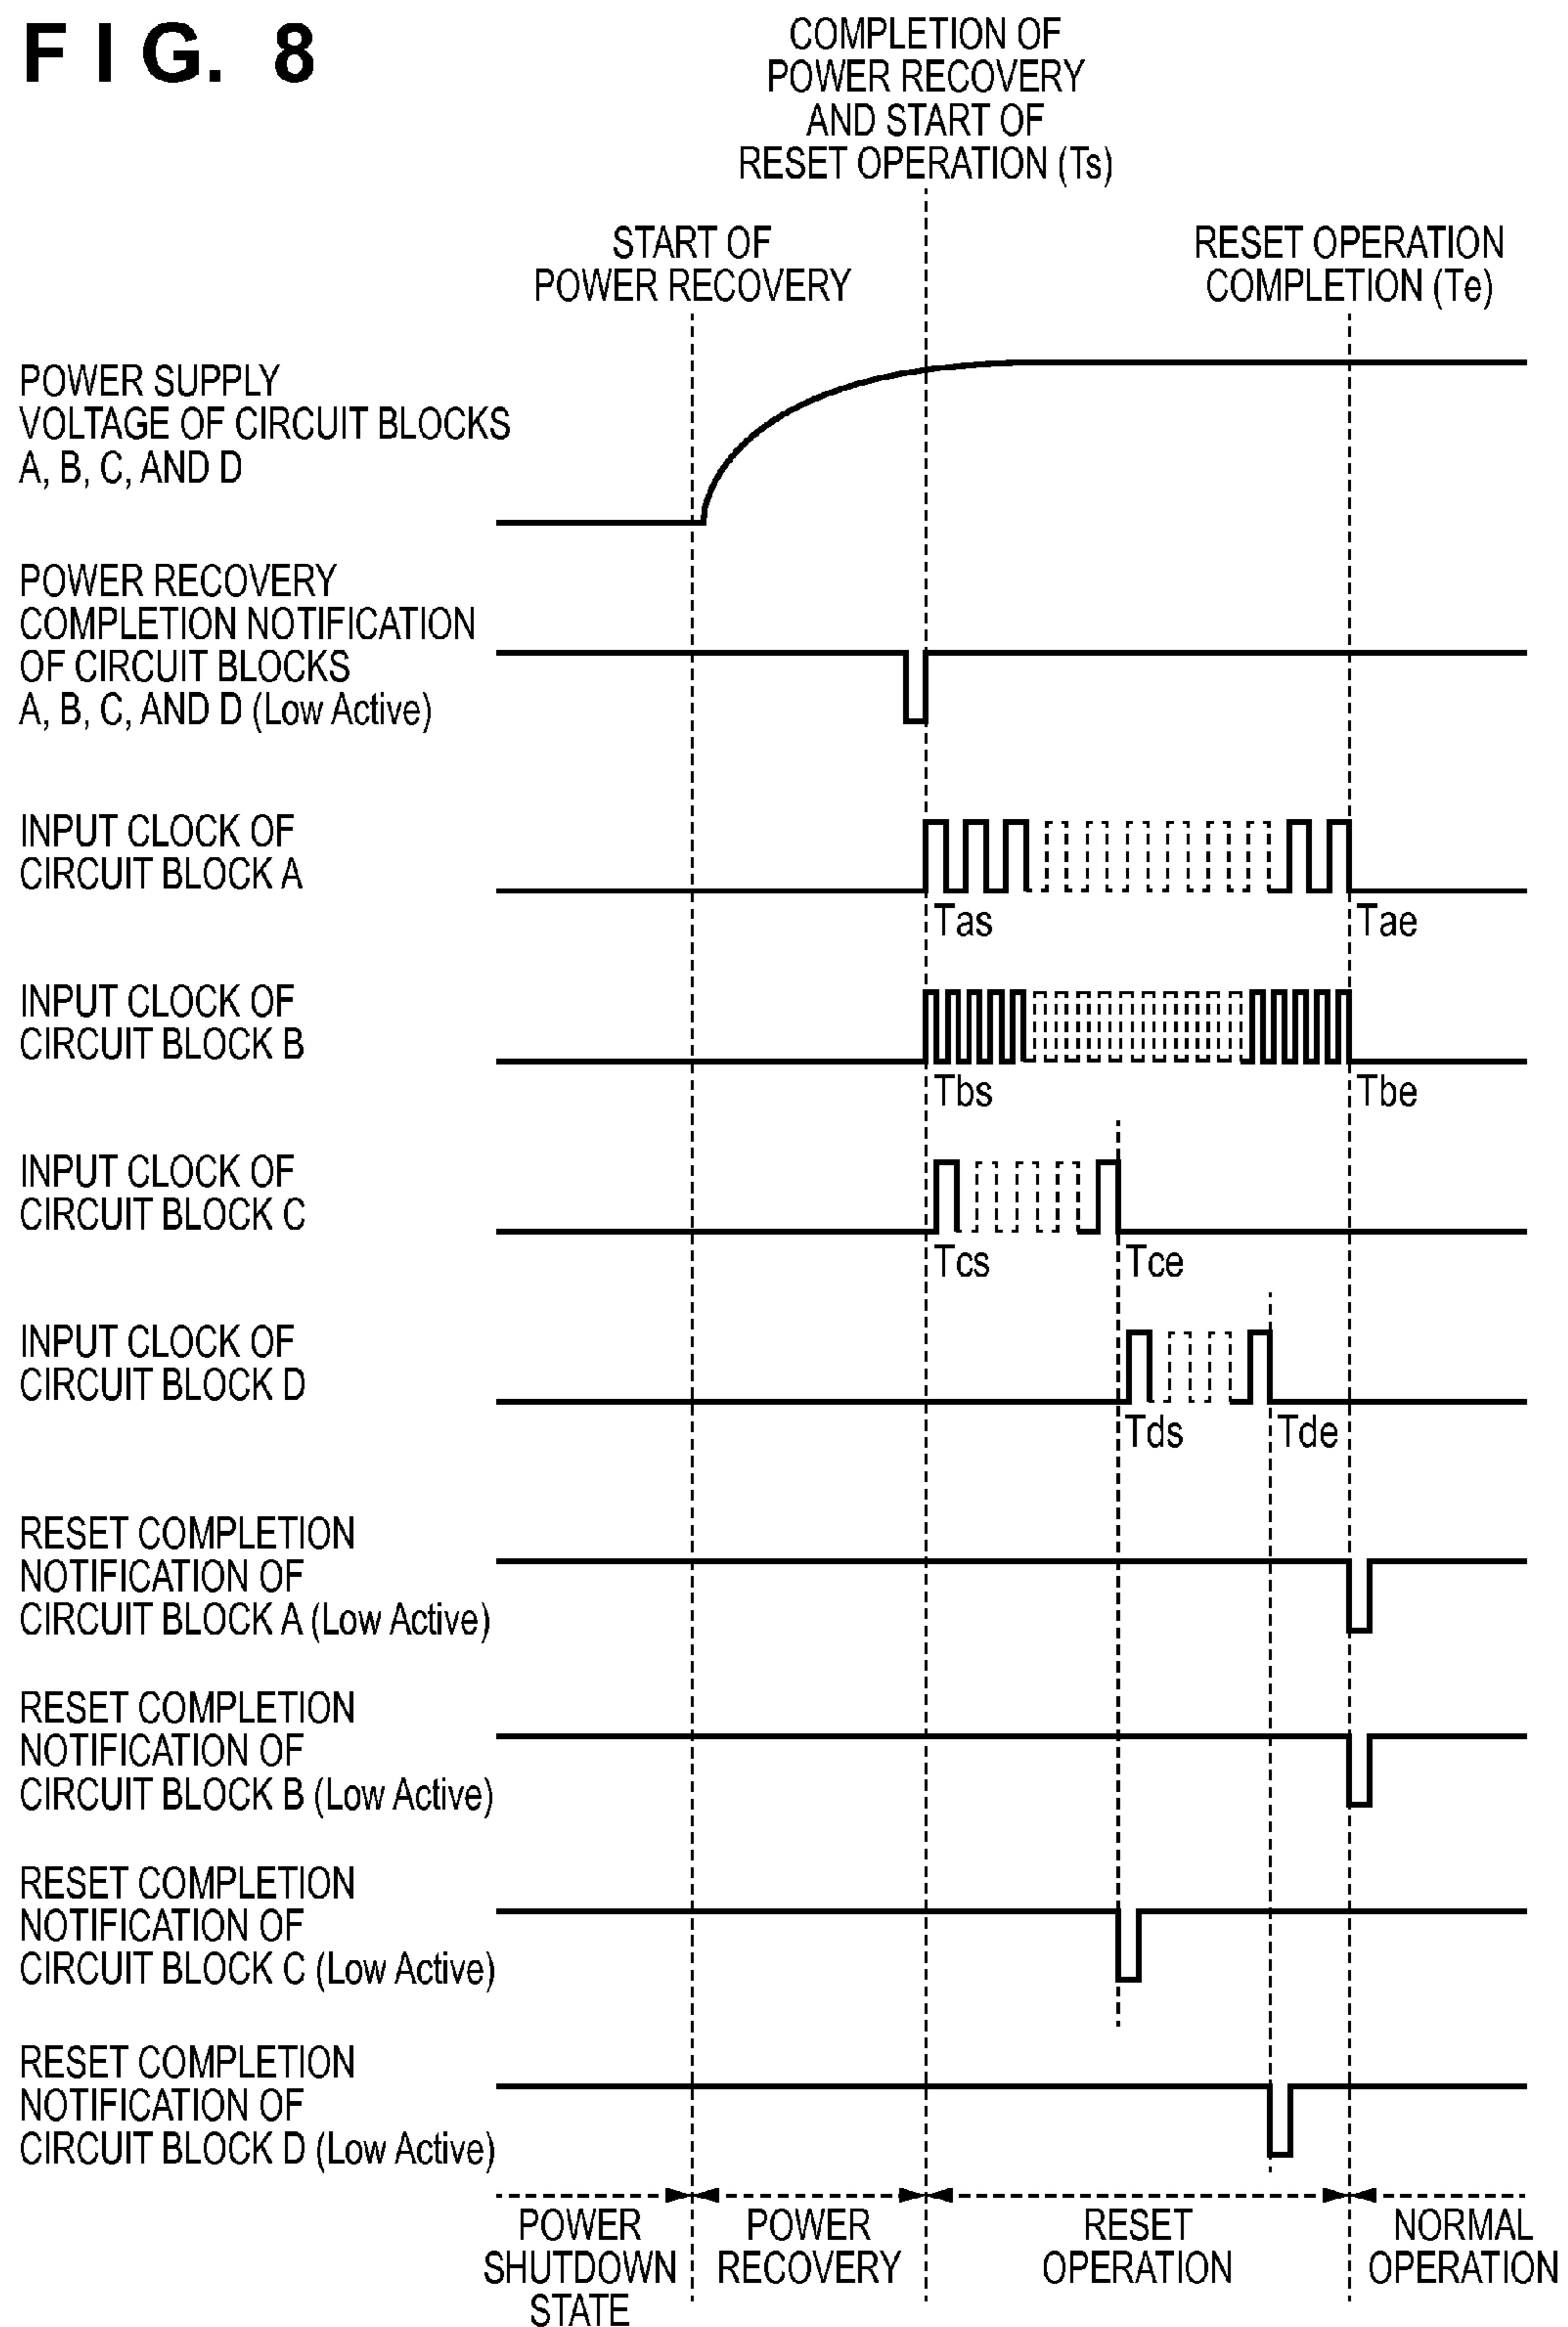 FIG. 8
COMPLETION OF
POWER RECOVERY
AND START OF
RESET OPERATION (Ts)
START OF
POWER RECOVERY
RESET OPERATION
COMPLETION (Te)
POWER SUPPLY
VOLTAGE OF CIRCUIT BLOCKS
A, B, C, AND D
POWER RECOVERY
COMPLETION NOTIFICATION
OF CIRCUIT BLOCKS
A, B, C, AND D (Low Active)
INPUT CLOCK OF
CIRCUIT BLOCK A
Tas
Tae
INPUT CLOCK OF
CIRCUIT BLOCK B
Tbs
Tbe
INPUT CLOCK OF
CIRCUIT BLOCK C
Tcs
Tce
INPUT CLOCK OF
CIRCUIT BLOCK D
Tds
Tde
RESET COMPLETION
NOTIFICATION OF
CIRCUIT BLOCK A (Low Active)
RESET COMPLETION
NOTIFICATION OF
CIRCUIT BLOCK B (Low Active)
RESET COMPLETION
NOTIFICATION OF
CIRCUIT BLOCK C (Low Active)
RESET COMPLETION
NOTIFICATION OF
CIRCUIT BLOCK D (Low Active)
POWER
SHUTDOWN
STATE
POWER
RECOVERY
RESET
OPERATION
NORMAL
OPERATION